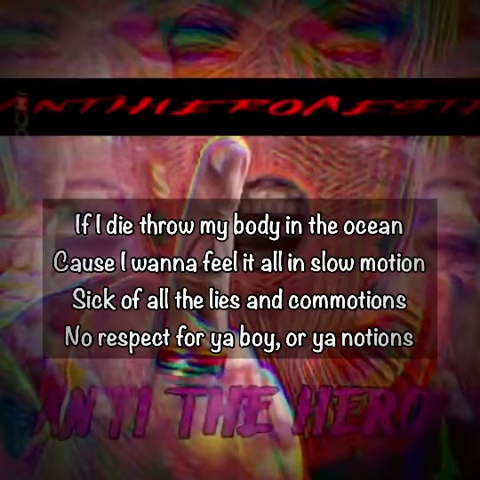 ANTIHEROAESTH
If I die throw my body in the ocean
Cause I wanna feel it all in slow motion
Sick of all the lies and commotions
No respect for ya boy, or ya notions
ANTI THE HERO